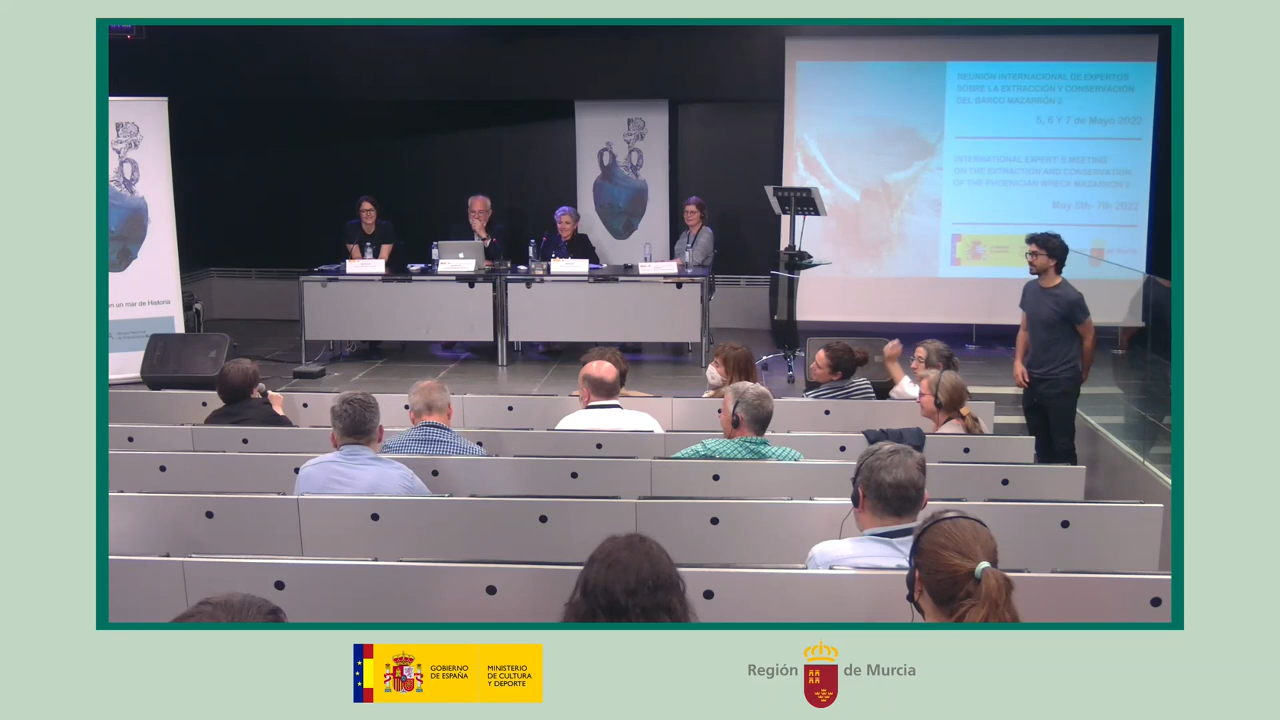 REUNIÓN INTERNACIONAL DE EXPERTOS
SOBRE LA EXTRACCIÓN Y CONSERVACIÓN
DEL BARCO MAZARRÓN 2
5, 6 Y 7 de Mayo 2022
INTERNATIONAL EXPERT´S MEETING
ON THE EXTRACTION AND CONSERVATION
OF THE PHOENICIAN WRECK MAZARRÓN 2
May 5th- 7th 2022
en un mar de Historia
GOBIERNO
DE ESPAÑA
MINISTERIO
DE CULTURA
Y DEPORTE
Región de Murcia